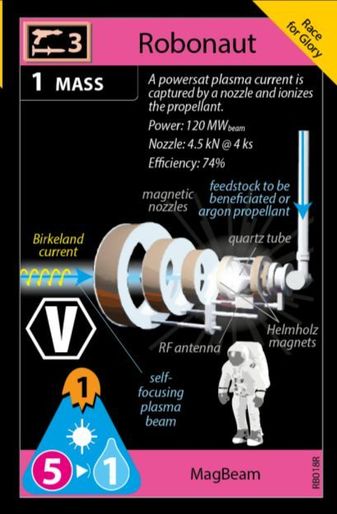 3
Robonaut
Race
for Glory
1 MASS
A powersat plasma current is
captured by a nozzle and ionizes
the propellant.
Power: 120 MWbeam
Nozzle: 4.5 kN @ 4 ks
Efficiency: 74%
magnetic
nozzles
feedstock to be
beneficiated or
argon propellant
Birkeland
current
quartz tube
V
RF antenna
Helmholz
magnets
self-
focusing
plasma
beam
1
5
1
MagBeam
RB018R